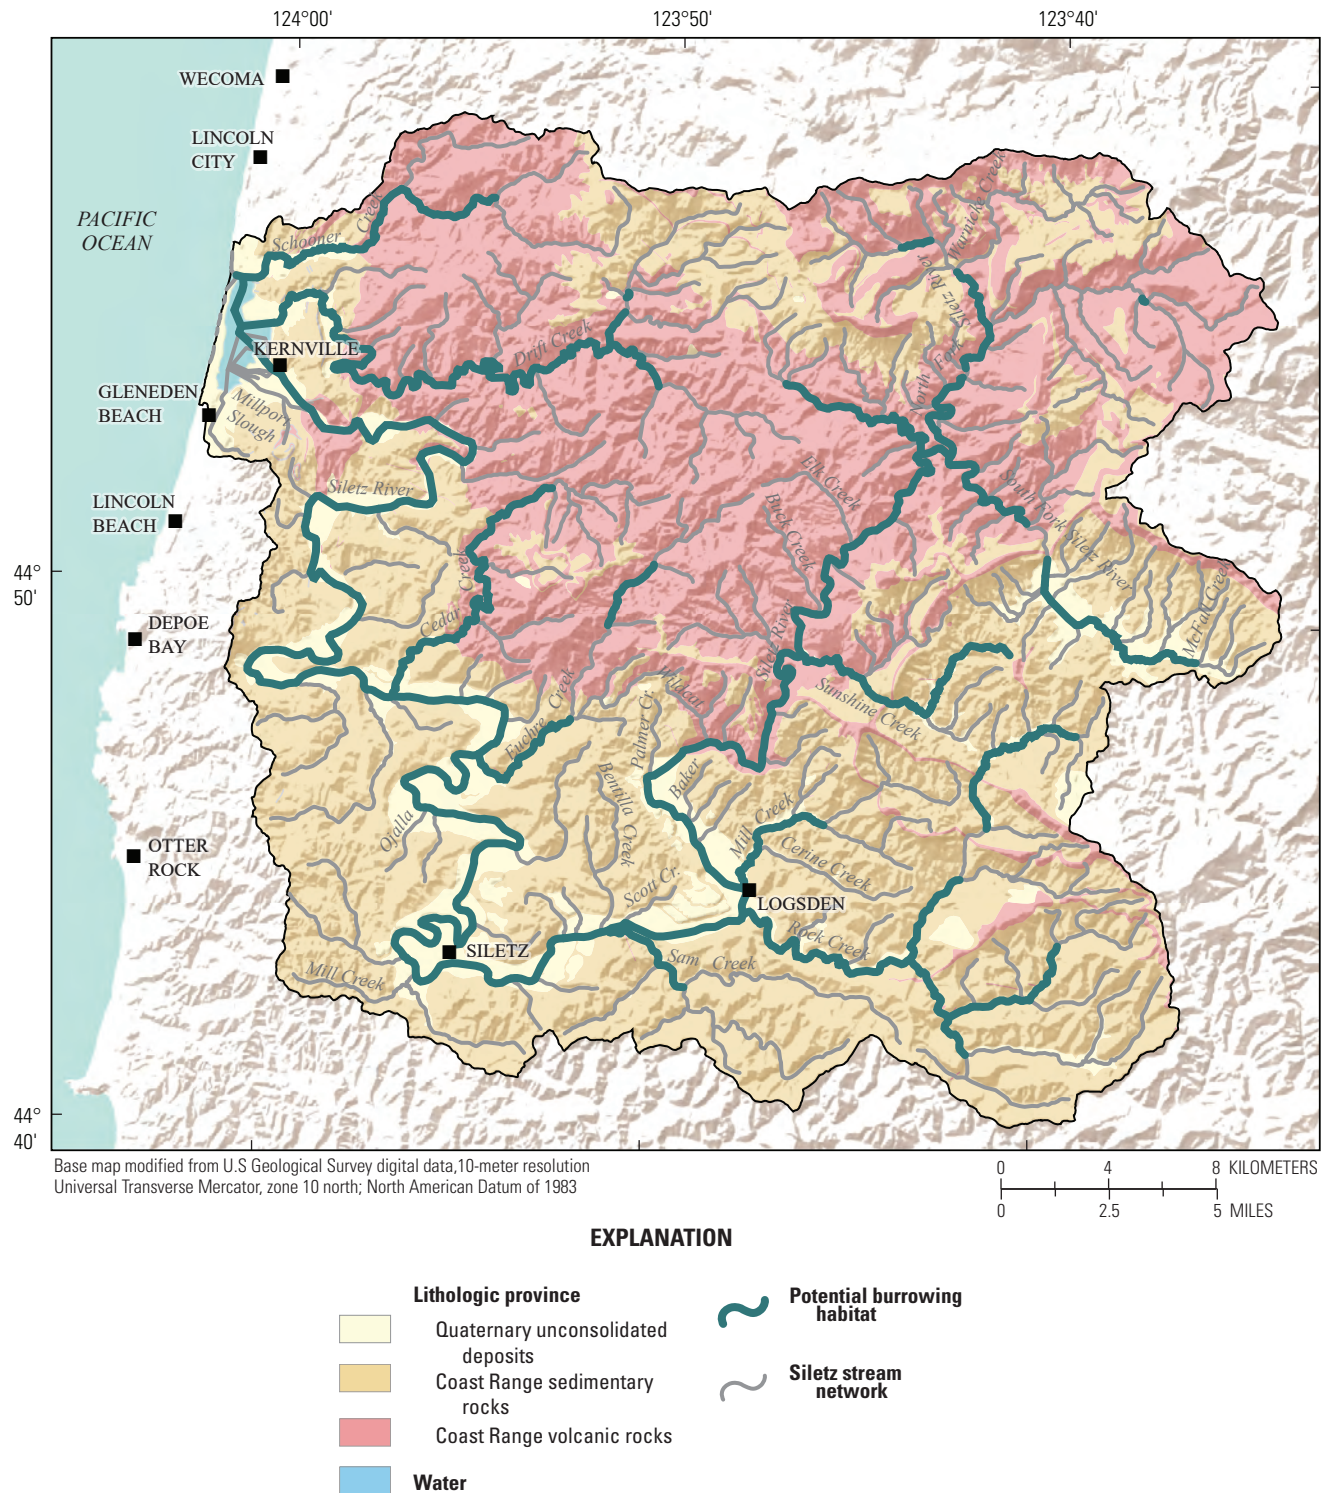 124°00'
123°50'
123°40'
WECOMA
LINCOLN
CITY
PACIFIC
OCEAN
Schooner
Creek
Warnicke Creek
Siletz River
North Fork
KERNVILLE
Drift Creek
GLENEDEN
BEACH
Millport
Slough
Siletz River
LINCOLN
BEACH
Elk Creek
Buck Creek
South Fork Siletz River
McFall Creek
44°
50'
Cedar
Creek
DEPOE
BAY
Siletz River
Sunshine Creek
Wildcat
Palmer Cr.
Euchre Creek
Bentilla Creek
Baker
Mill Creek
Cerine Creek
Ojalla
OTTER
ROCK
Scott Cr.
LOGSDEN
Rock Creek
SILETZ
Sam Creek
Mill Creek
44°
40'
Base map modified from U.S Geological Survey digital data,10-meter resolution
Universal Transverse Mercator, zone 10 north; North American Datum of 1983
0 4 8 KILOMETERS
0 2.5 5 MILES
EXPLANATION
Lithologic province
Quaternary unconsolidated
deposits
Coast Range sedimentary
rocks
Coast Range volcanic rocks
Water
Potential burrowing
habitat
Siletz stream
network